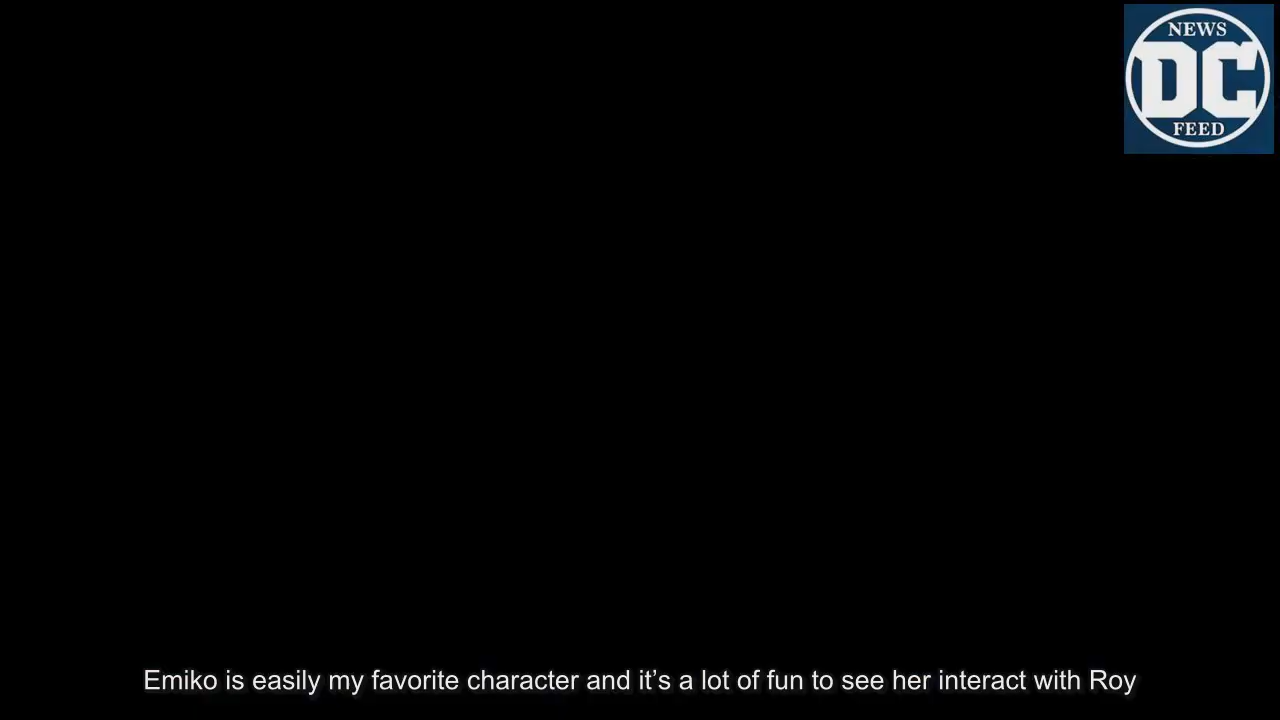 NEWS
DC
FEED
Emiko is easily my favorite character and it’s a lot of fun to see her interact with Roy